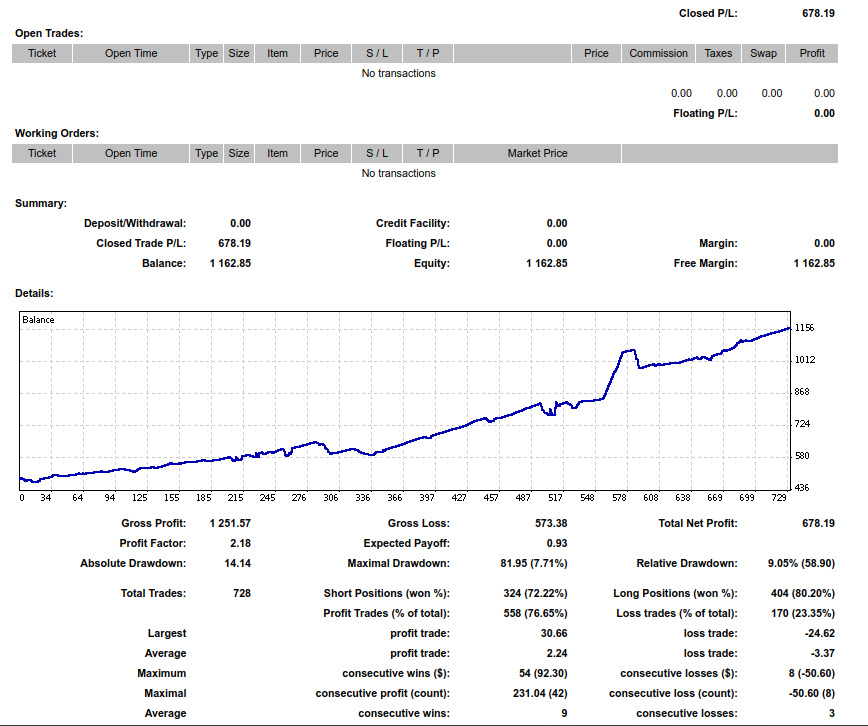 Closed P/L: 678.19
Open Trades:
Ticket Open Time Type Size Item Price S / L T / P Price Commission Taxes Swap Profit
No transactions
0.00 0.00 0.00 0.00
Floating P/L: 0.00
Working Orders:
Ticket Open Time Type Size Item Price S / L T / P Market Price
No transactions
Summary:
Deposit/Withdrawal: 0.00 Credit Facility: 0.00
Closed Trade P/L: 678.19 Floating P/L: 0.00 Margin: 0.00
Balance: 1 162.85 Equity: 1 162.85 Free Margin: 1 162.85
Details:
Balance
1156
1012
868
724
580
436
0 34 64 94 125 155 185 215 245 276 306 336 366 397 427 457 487 517 548 578 608 638 669 699 729
Gross Profit: 1 251.57 Gross Loss: 573.38 Total Net Profit: 678.19
Profit Factor: 2.18 Expected Payoff: 0.93
Absolute Drawdown: 14.14 Maximal Drawdown: 81.95 (7.71%) Relative Drawdown: 9.05% (58.90)
Total Trades: 728 Short Positions (won %): 324 (72.22%) Long Positions (won %): 404 (80.20%)
Profit Trades (% of total): 558 (76.65%) Loss trades (% of total): 170 (23.35%)
Largest profit trade: 30.66 loss trade: -24.62
Average profit trade: 2.24 loss trade: -3.37
Maximum consecutive wins ($): 54 (92.30) consecutive losses ($): 8 (-50.60)
Maximal consecutive profit (count): 231.04 (42) consecutive loss (count): -50.60 (8)
Average consecutive wins: 9 consecutive losses: 3